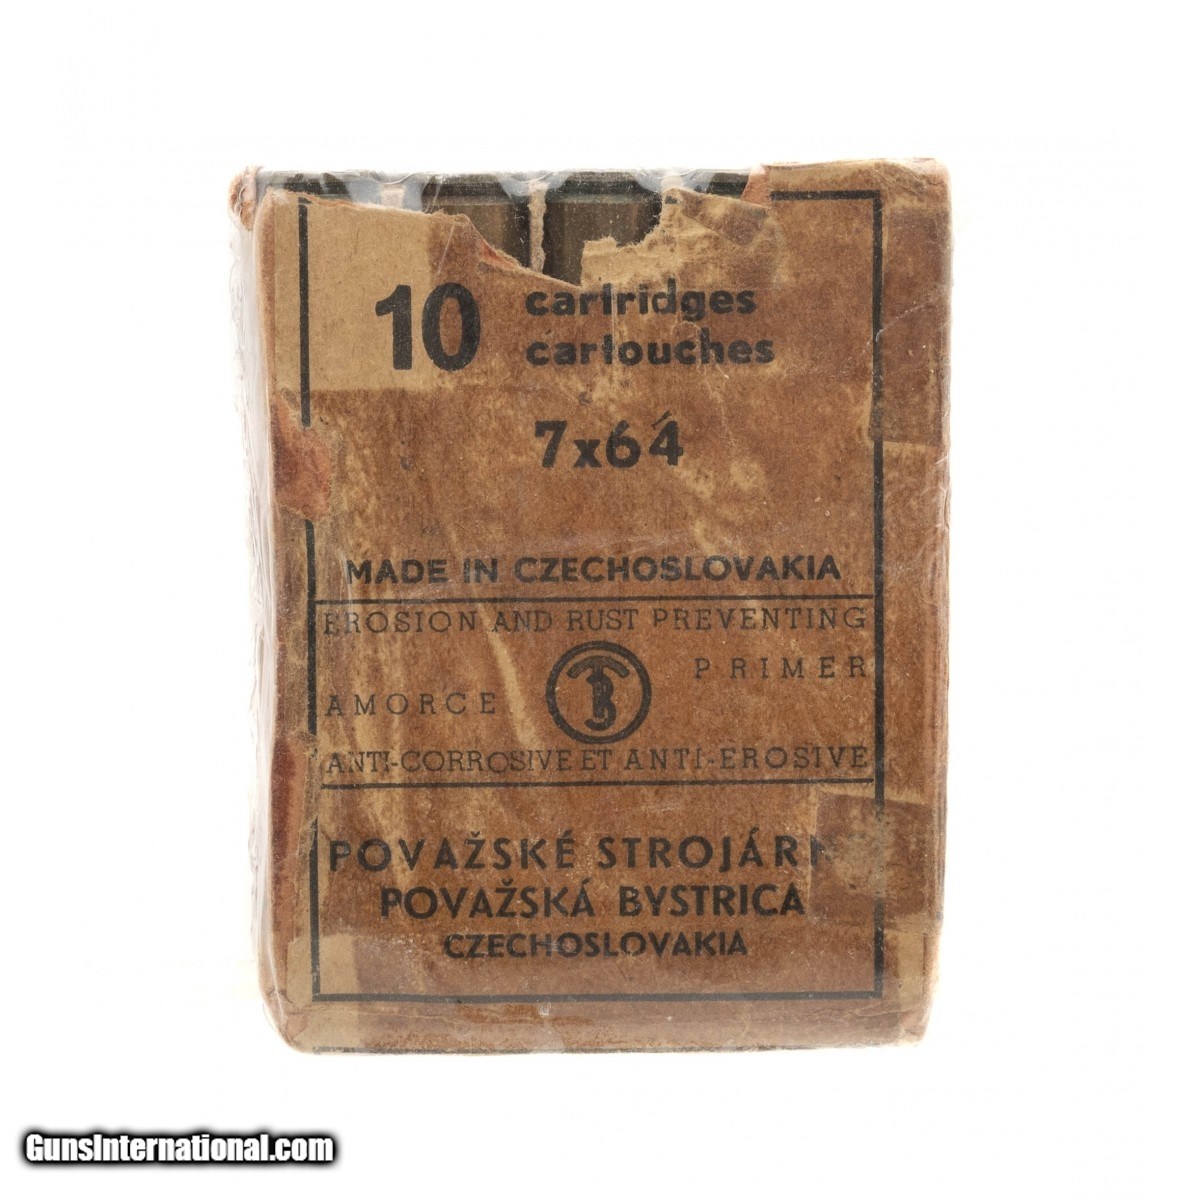 10 cartridges
cartouches
7x64
MADE IN CZECHOSLOVAKIA
EROSION AND RUST PREVENTING
PRIMER
AMORCE
ANTI-CORROSIVE ET ANTI-EROSIVE
POVAŽSKÉ
POVAŽSKÁ BYSTRICA
CZECHOSLOVAKIA
GunsInternational.com